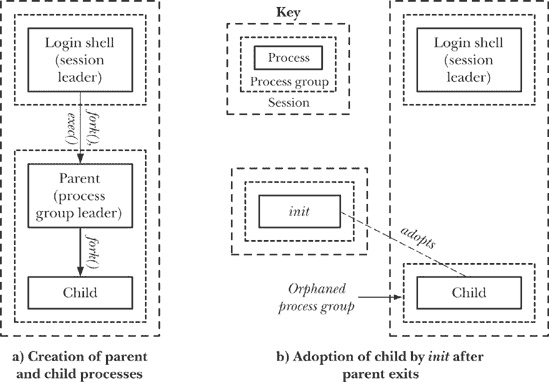 Login shell
(session
leader)
fork(),
exec()
Parent
(process
group leader)
fork()
Child
a) Creation of parent
and child processes
Key
Process
Process group
Session
init
adopts
Orphaned
process group
Login shell
(session
leader)
Child
b) Adoption of child by init after
parent exits